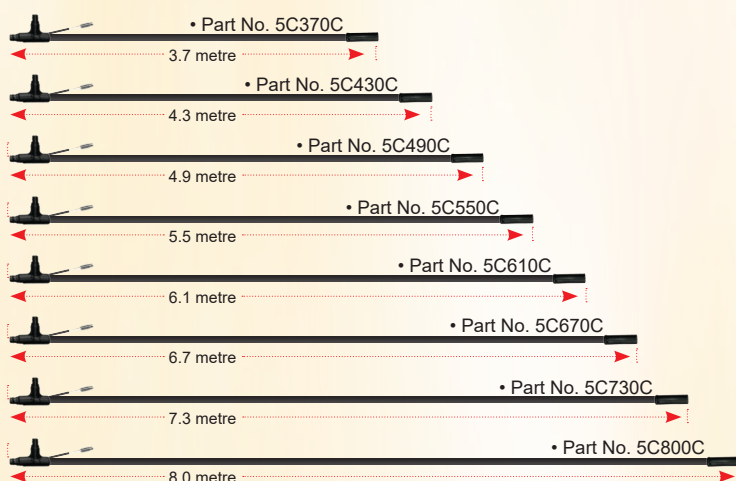 • Part No. 5C370C
3.7 metre
• Part No. 5C430C
4.3 metre
• Part No. 5C490C
4.9 metre
• Part No. 5C550C
5.5 metre
• Part No. 5C610C
6.1 metre
• Part No. 5C670C
6.7 metre
• Part No. 5C730C
7.3 metre
• Part No. 5C800C
8.0 metre